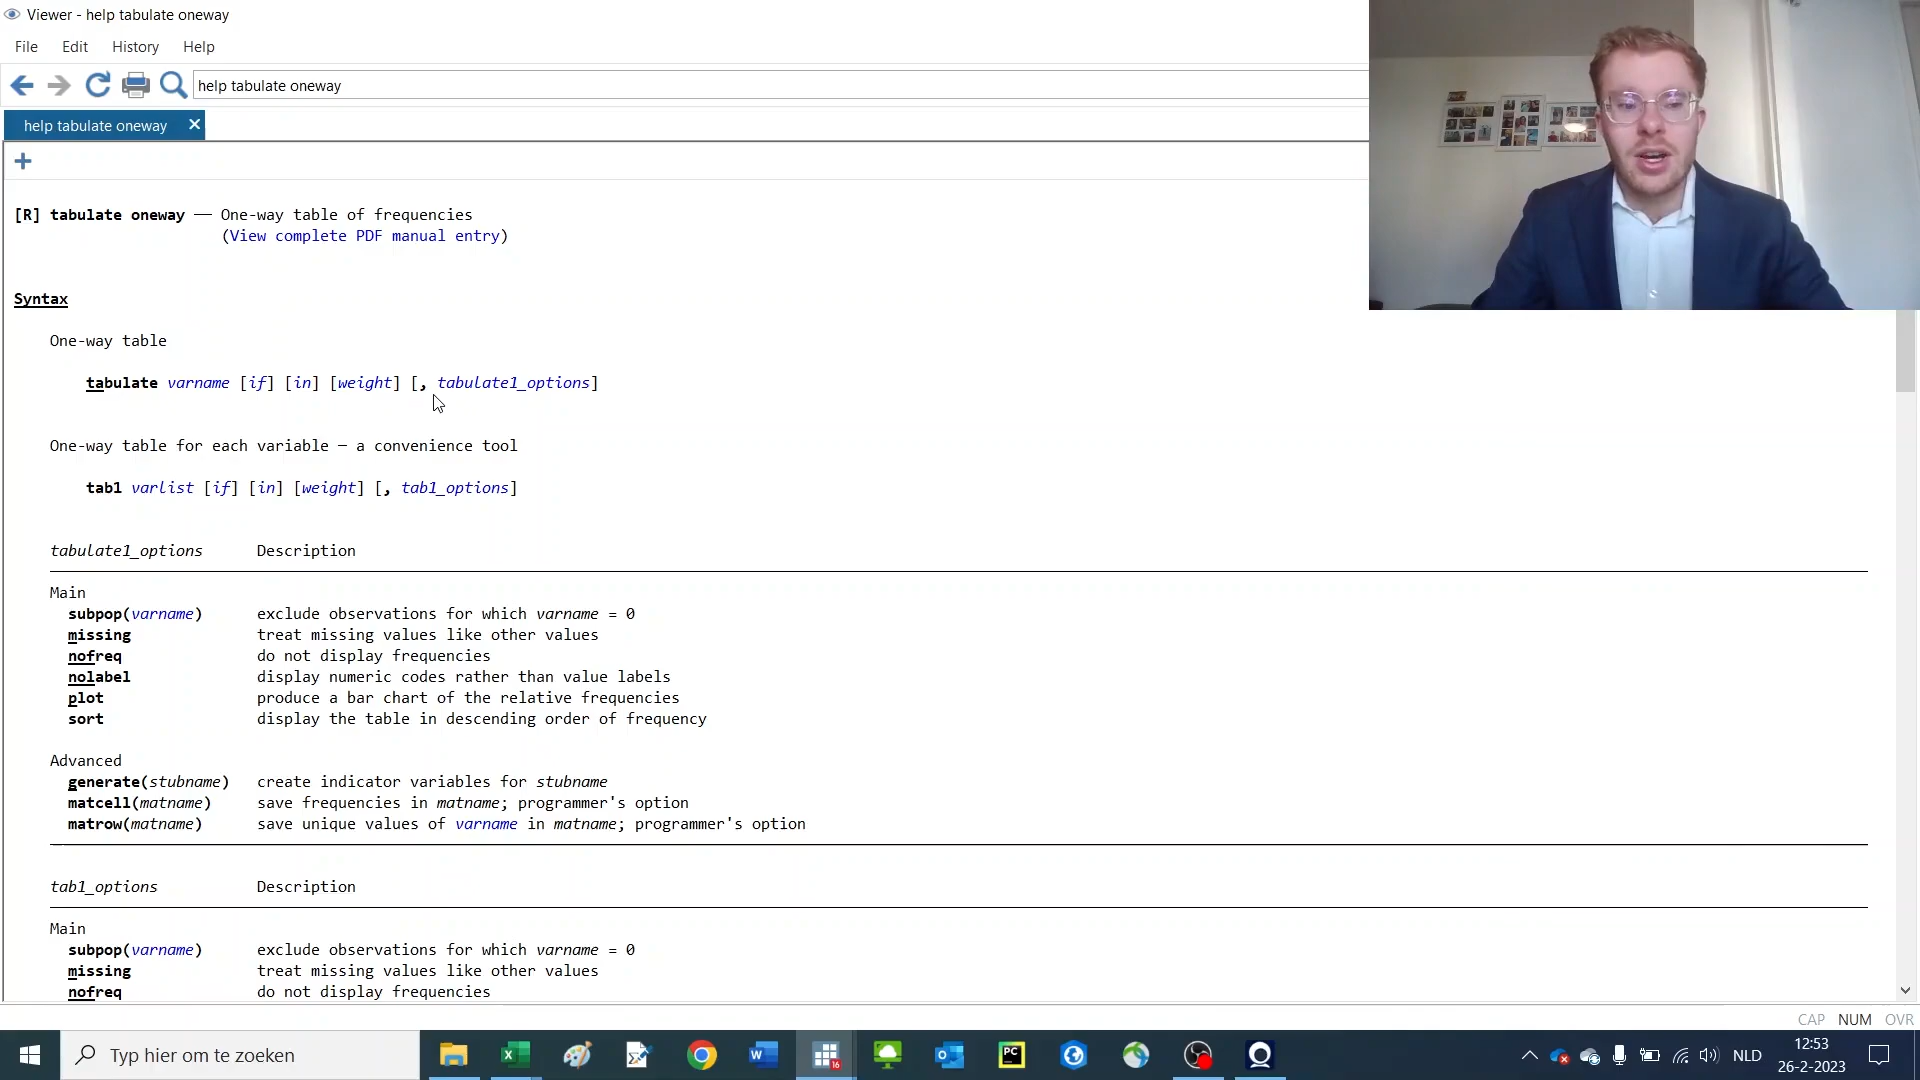 Viewer - help tabulate oneway
File Edit History Help
help tabulate oneway
help tabulate oneway
[R] tabulate oneway — One-way table of frequencies
(View complete PDF manual entry)
Syntax
One-way table
tabulate varname [if] [in] [weight] [, tabulate1_options]
One-way table for each variable — a convenience tool
tab1 varlist [if] [in] [weight] [, tab1_options]
tabulate1_options Description
Main
subpop(varname) exclude observations for which varname = 0
missing treat missing values like other values
nofreq do not display frequencies
nolabel display numeric codes rather than value labels
plot produce a bar chart of the relative frequencies
sort display the table in descending order of frequency
Advanced
generate(stubname) create indicator variables for stubname
matcell(matname) save frequencies in matname; programmer's option
matrow(matname) save unique values of varname in matname; programmer's option
tab1_options Description
Main
subpop(varname) exclude observations for which varname = 0
missing treat missing values like other values
nofreq do not display frequencies
CAP NUM OVR
Typ hier om te zoeken
16
PC
NLD
12:53
26-2-2023